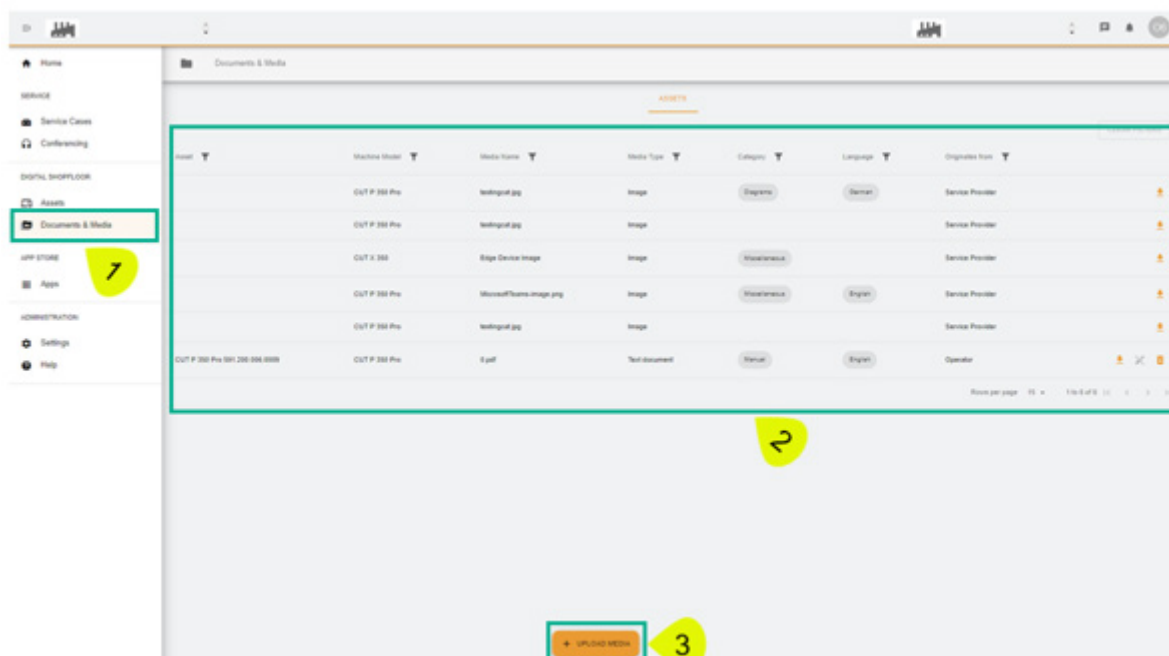 Home
Documents & Media
SERVICE
ASSETS
Service Cases
Conferencing
Asset Machine Model Media Name Media Type Category Language Originates from
DIGITAL SHOPFLOOR
CUT P 350 Pro testingcut.jpg Image Diagrams German Service Provider
Assets
Documents & Media
CUT P 350 Pro testingcut.jpg Image Service Provider
APP STORE
CUT X 350 Edge Device Image Image Miscellaneous Service Provider
1
Apps
CUT P 350 Pro MicrosoftTeams-image.png Image Miscellaneous English Service Provider
ADMINISTRATION
CUT P 350 Pro testingcut.jpg Image Service Provider
Settings
Help
CUT P 350 Pro CUT P 350 Pro Text document Manual English Operator
Rows per page
2
+ UPLOAD MEDIA
3